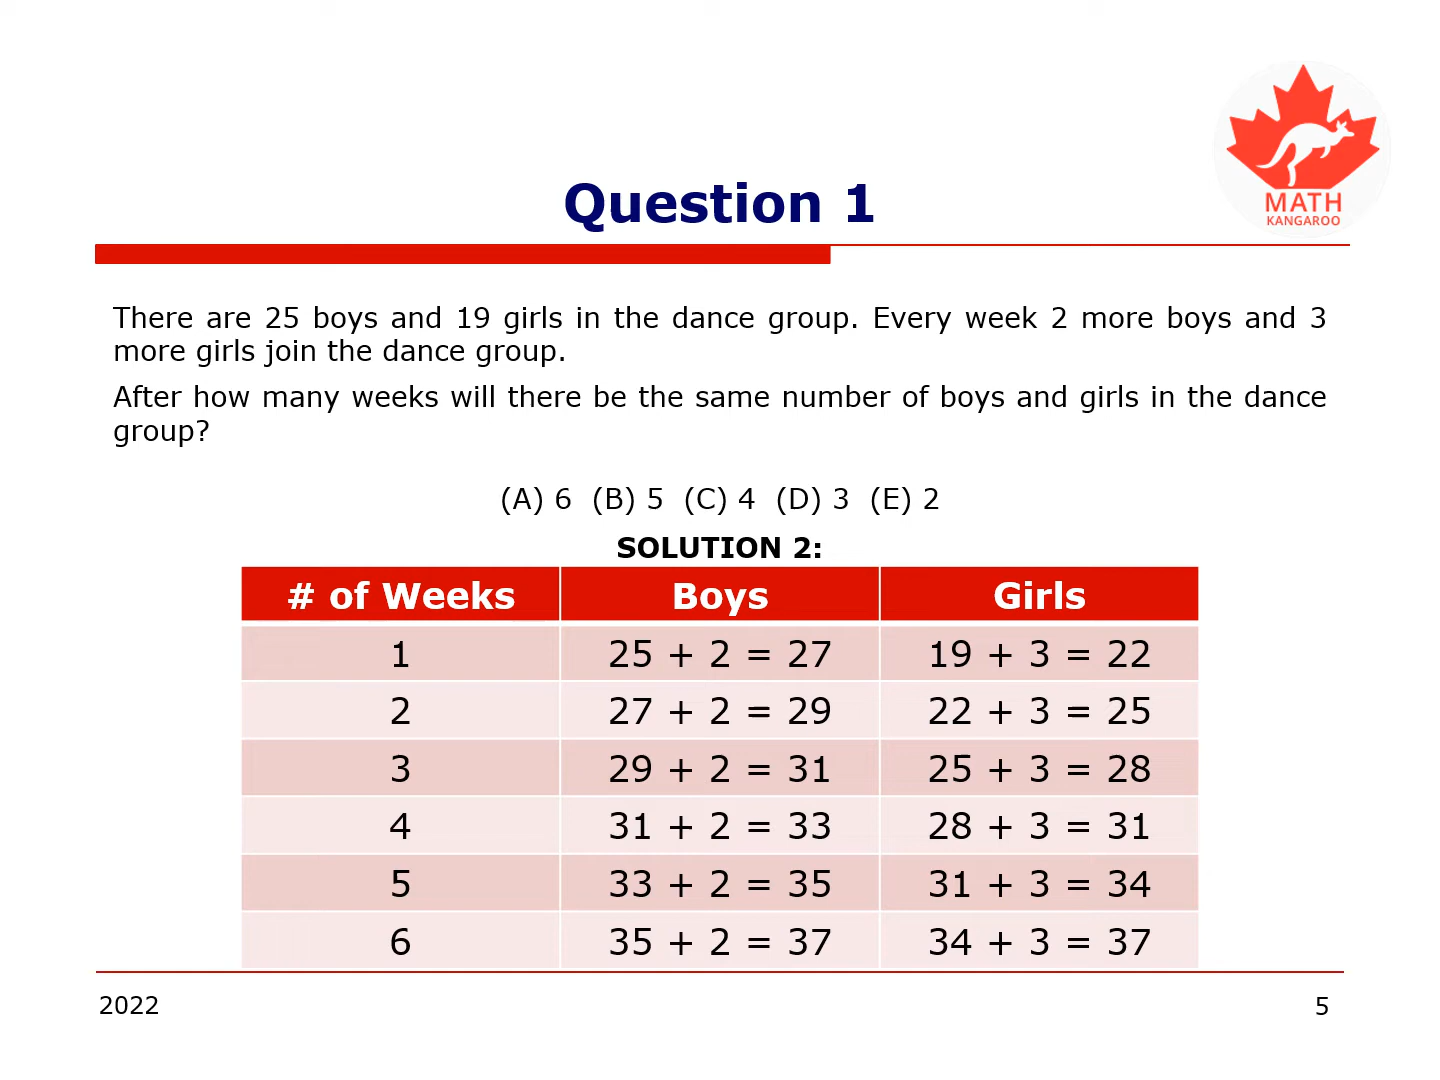 MATH
KANGAROO
Question 1
There are 25 boys and 19 girls in the dance group. Every week 2 more boys and 3
more girls join the dance group.
After how many weeks will there be the same number of boys and girls in the dance
group?
(A) 6 (B) 5 (C) 4 (D) 3 (E) 2
SOLUTION 2:
# of Weeks Boys Girls
1 25 + 2 = 27 19 + 3 = 22
2 27 + 2 = 29 22 + 3 = 25
3 29 + 2 = 31 25 + 3 = 28
4 31 + 2 = 33 28 + 3 = 31
5 33 + 2 = 35 31 + 3 = 34
6 35 + 2 = 37 34 + 3 = 37
2022 5